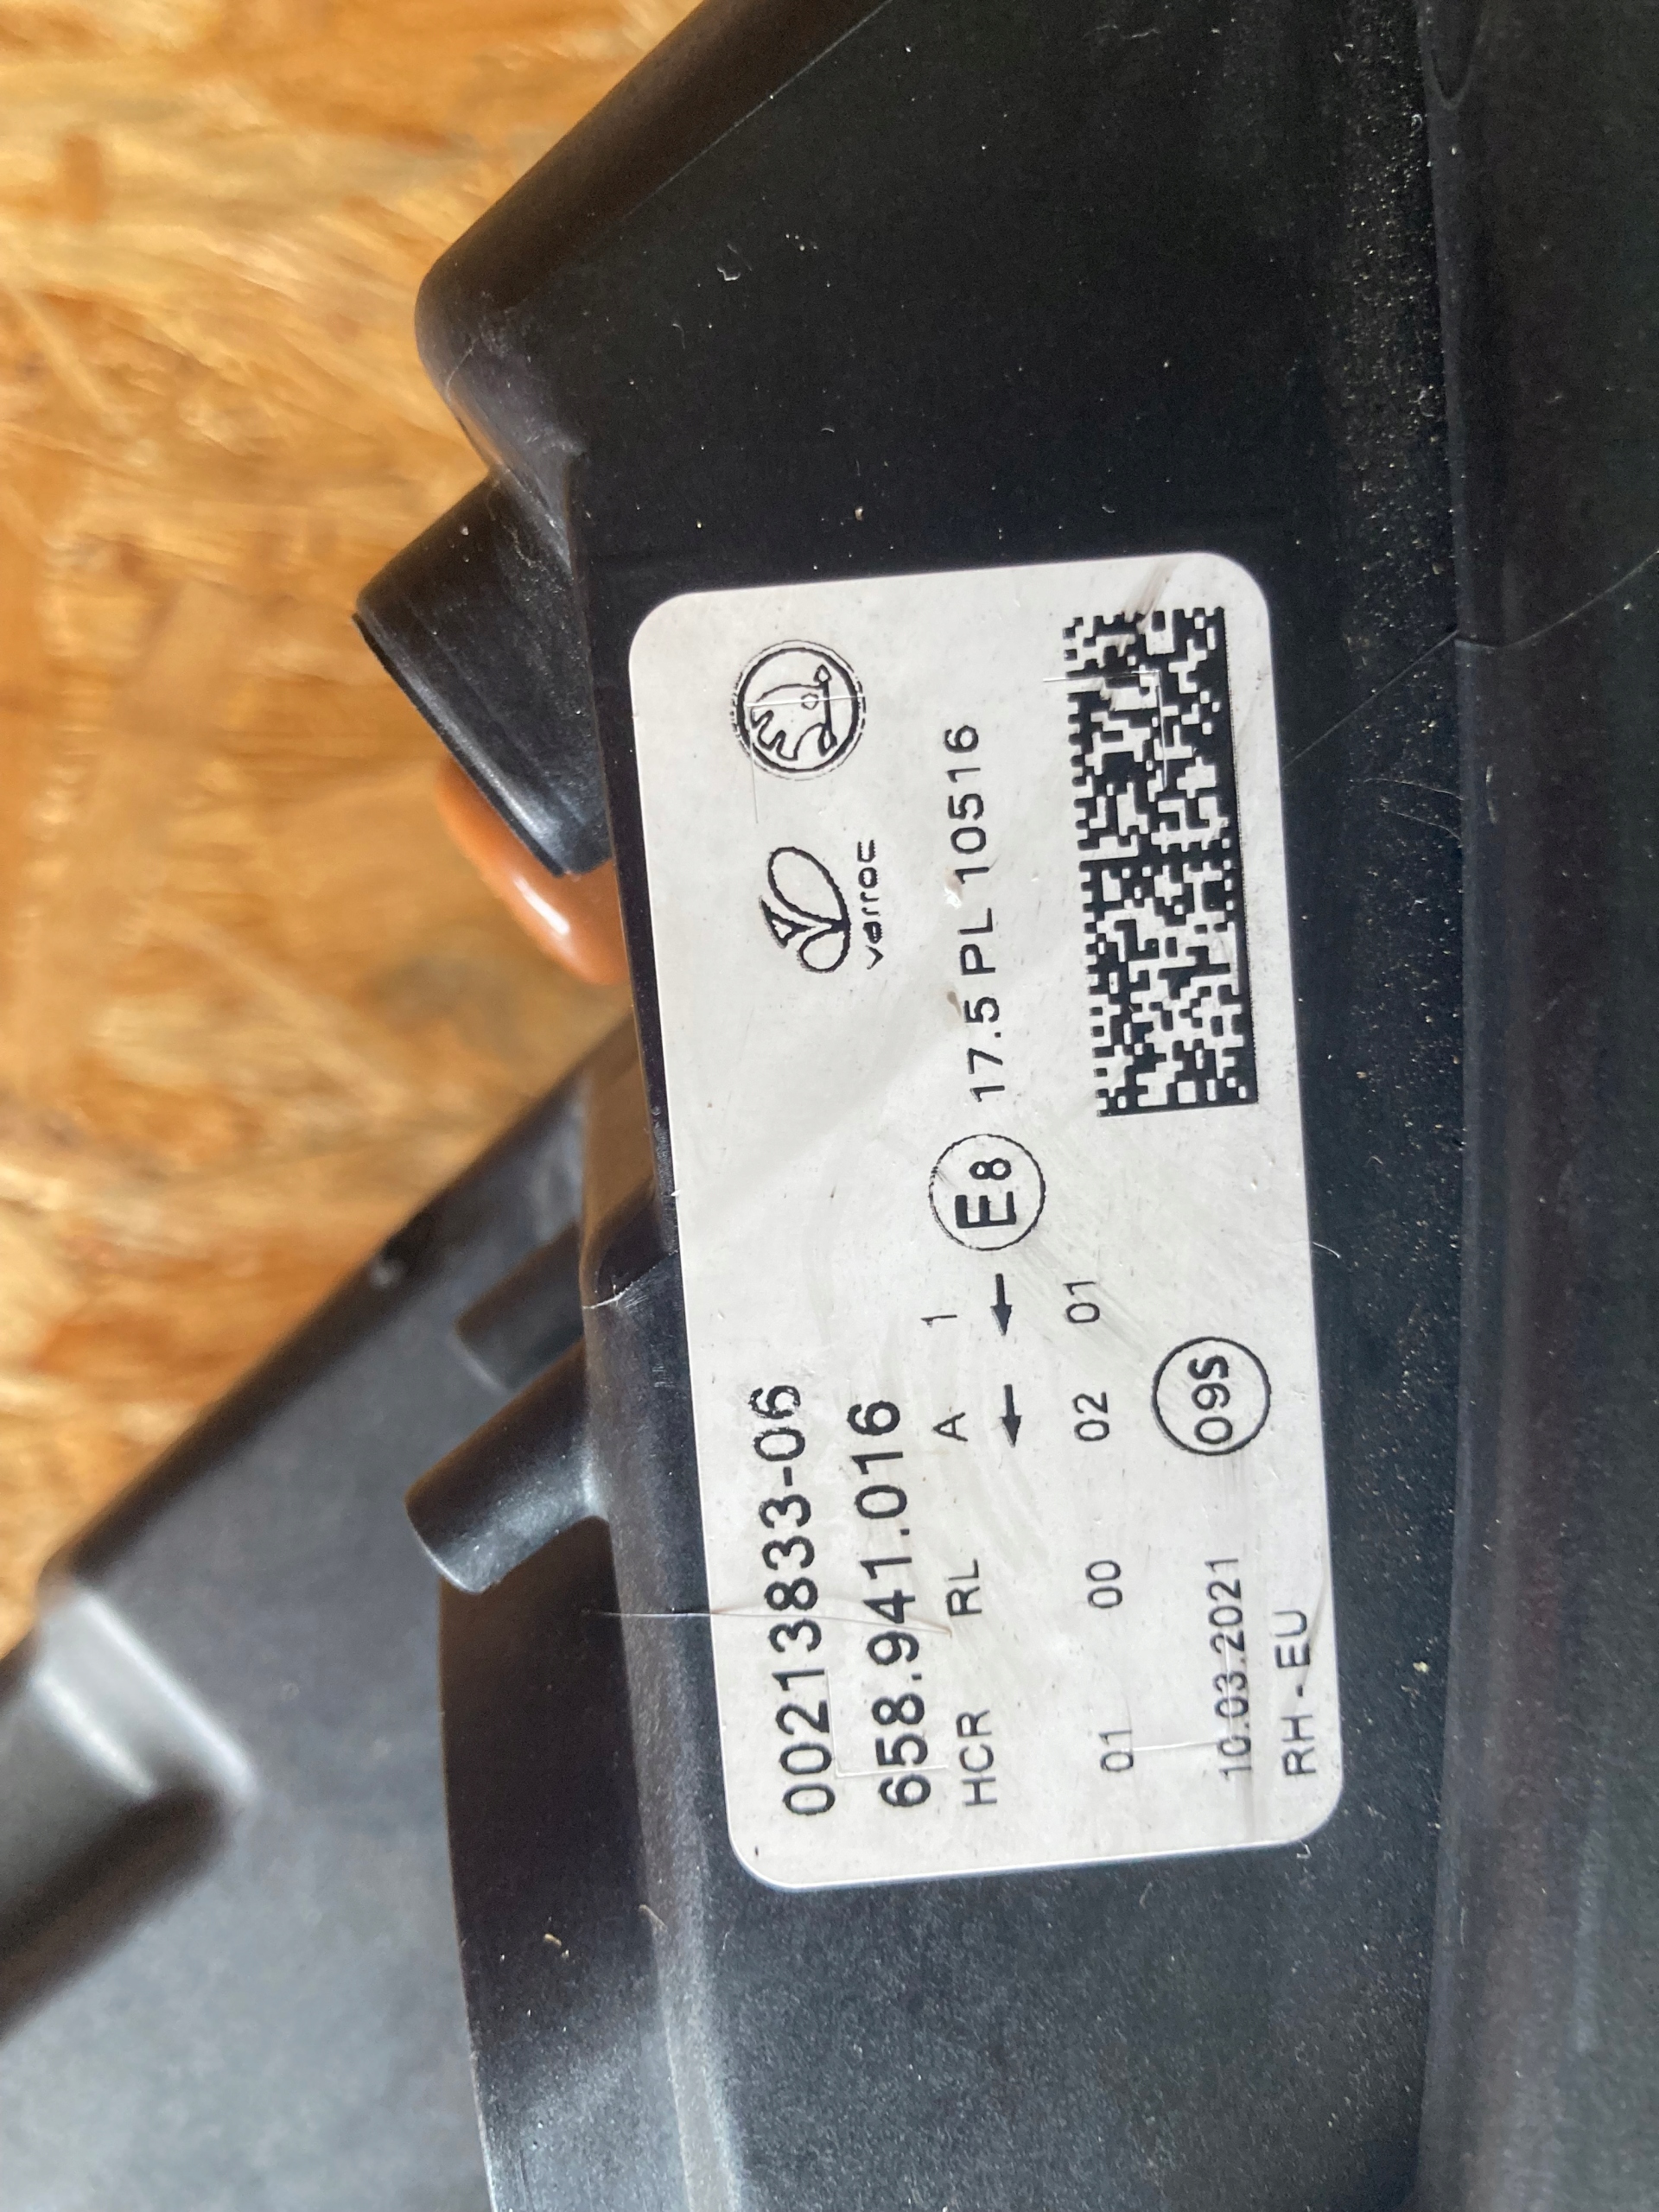 00213833-06
varroc
658.941.016
HCR RL A 1
← ← E8 17.5 PL 10516
01 00 02 01
10.03.2021 09S
RH-EU